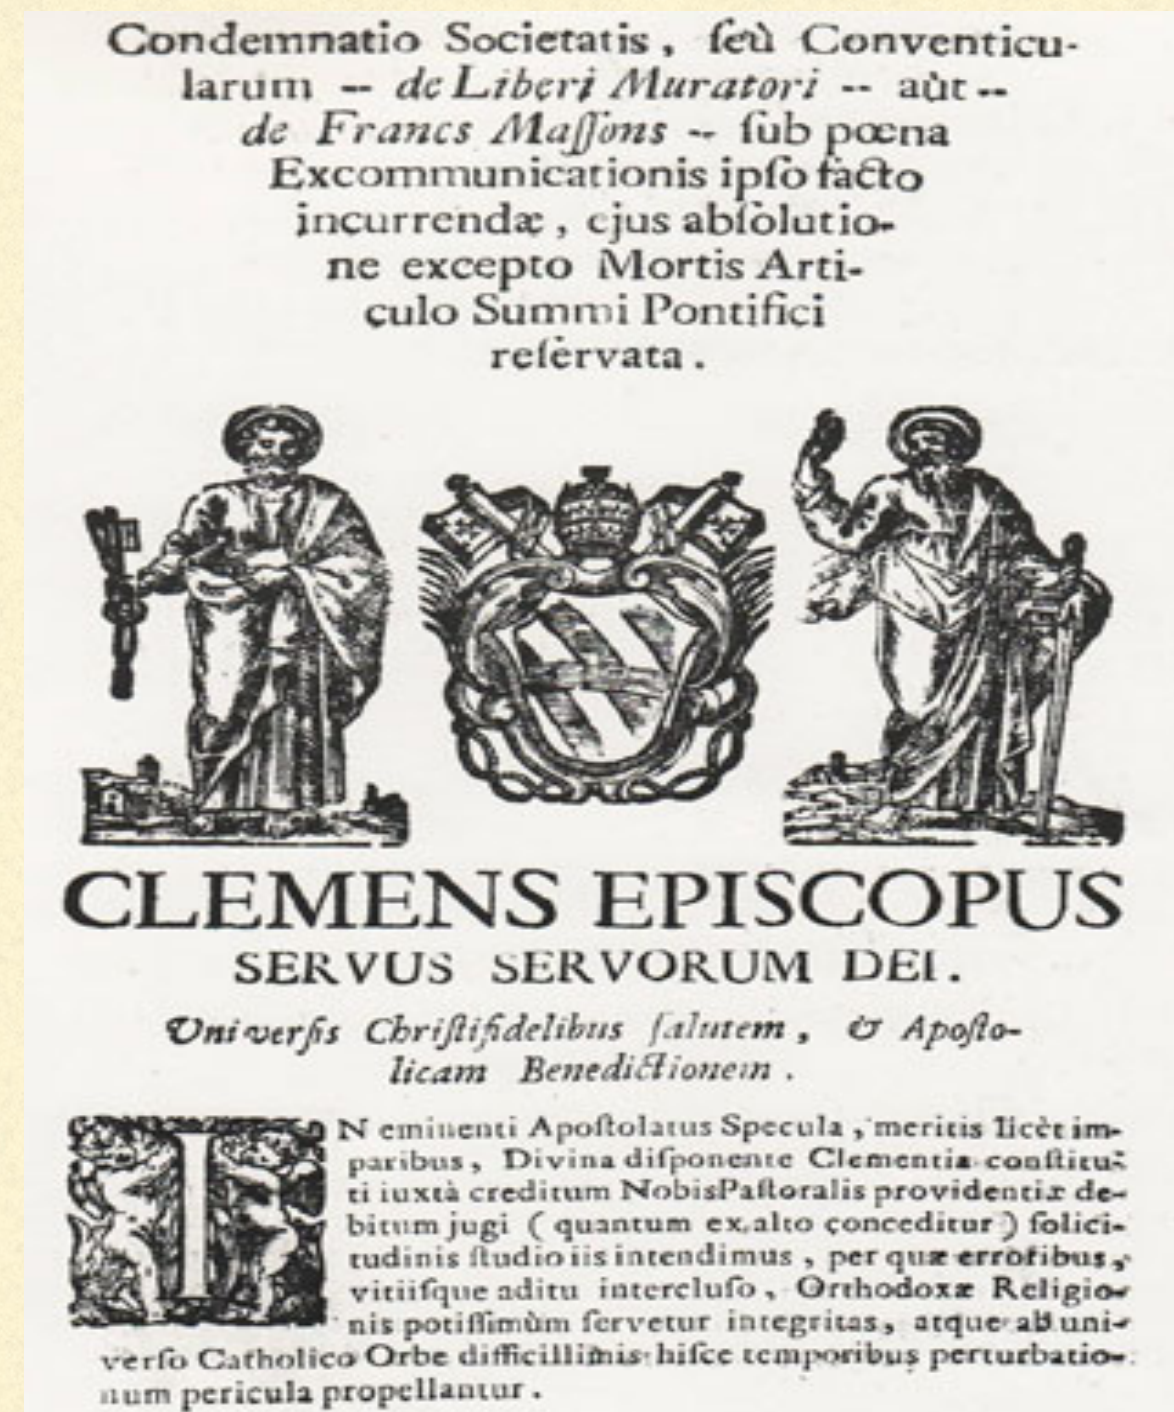 Condemnatio Societatis, ſeù Conventicu-
larum -- de Liberi Muratori -- aùt --
de Francs Maſſons -- ſub pœna
Excommunicationis ipſo facto
incurrendæ, ejus abſolutio-
ne excepto Mortis Arti-
culo Summi Pontifici
reſervata.
CLEMENS EPISCOPUS
SERVUS SERVORUM DEI.
Univerſis Chriſtifidelibus ſalutem, & Apoſto-
licam Benedictionem.
IN eminenti Apoſtolatus Specula, meritis licèt im-
paribus, Divina diſponente Clementia conſtitu-
ti iuxtà creditum Nobis Paſtoralis providentiæ de-
bitum jugi (quantum ex alto conceditur) ſolici-
tudinis ſtudio iis intendimus, per quæ erroribus,
vitiiſque aditu intercluſo, Orthodoxæ Religio-
nis potiſſimùm ſervetur integritas, atque ab uni-
verſo Catholico Orbe difficillimis hiſce temporibus perturbatio-
num pericula propellantur.